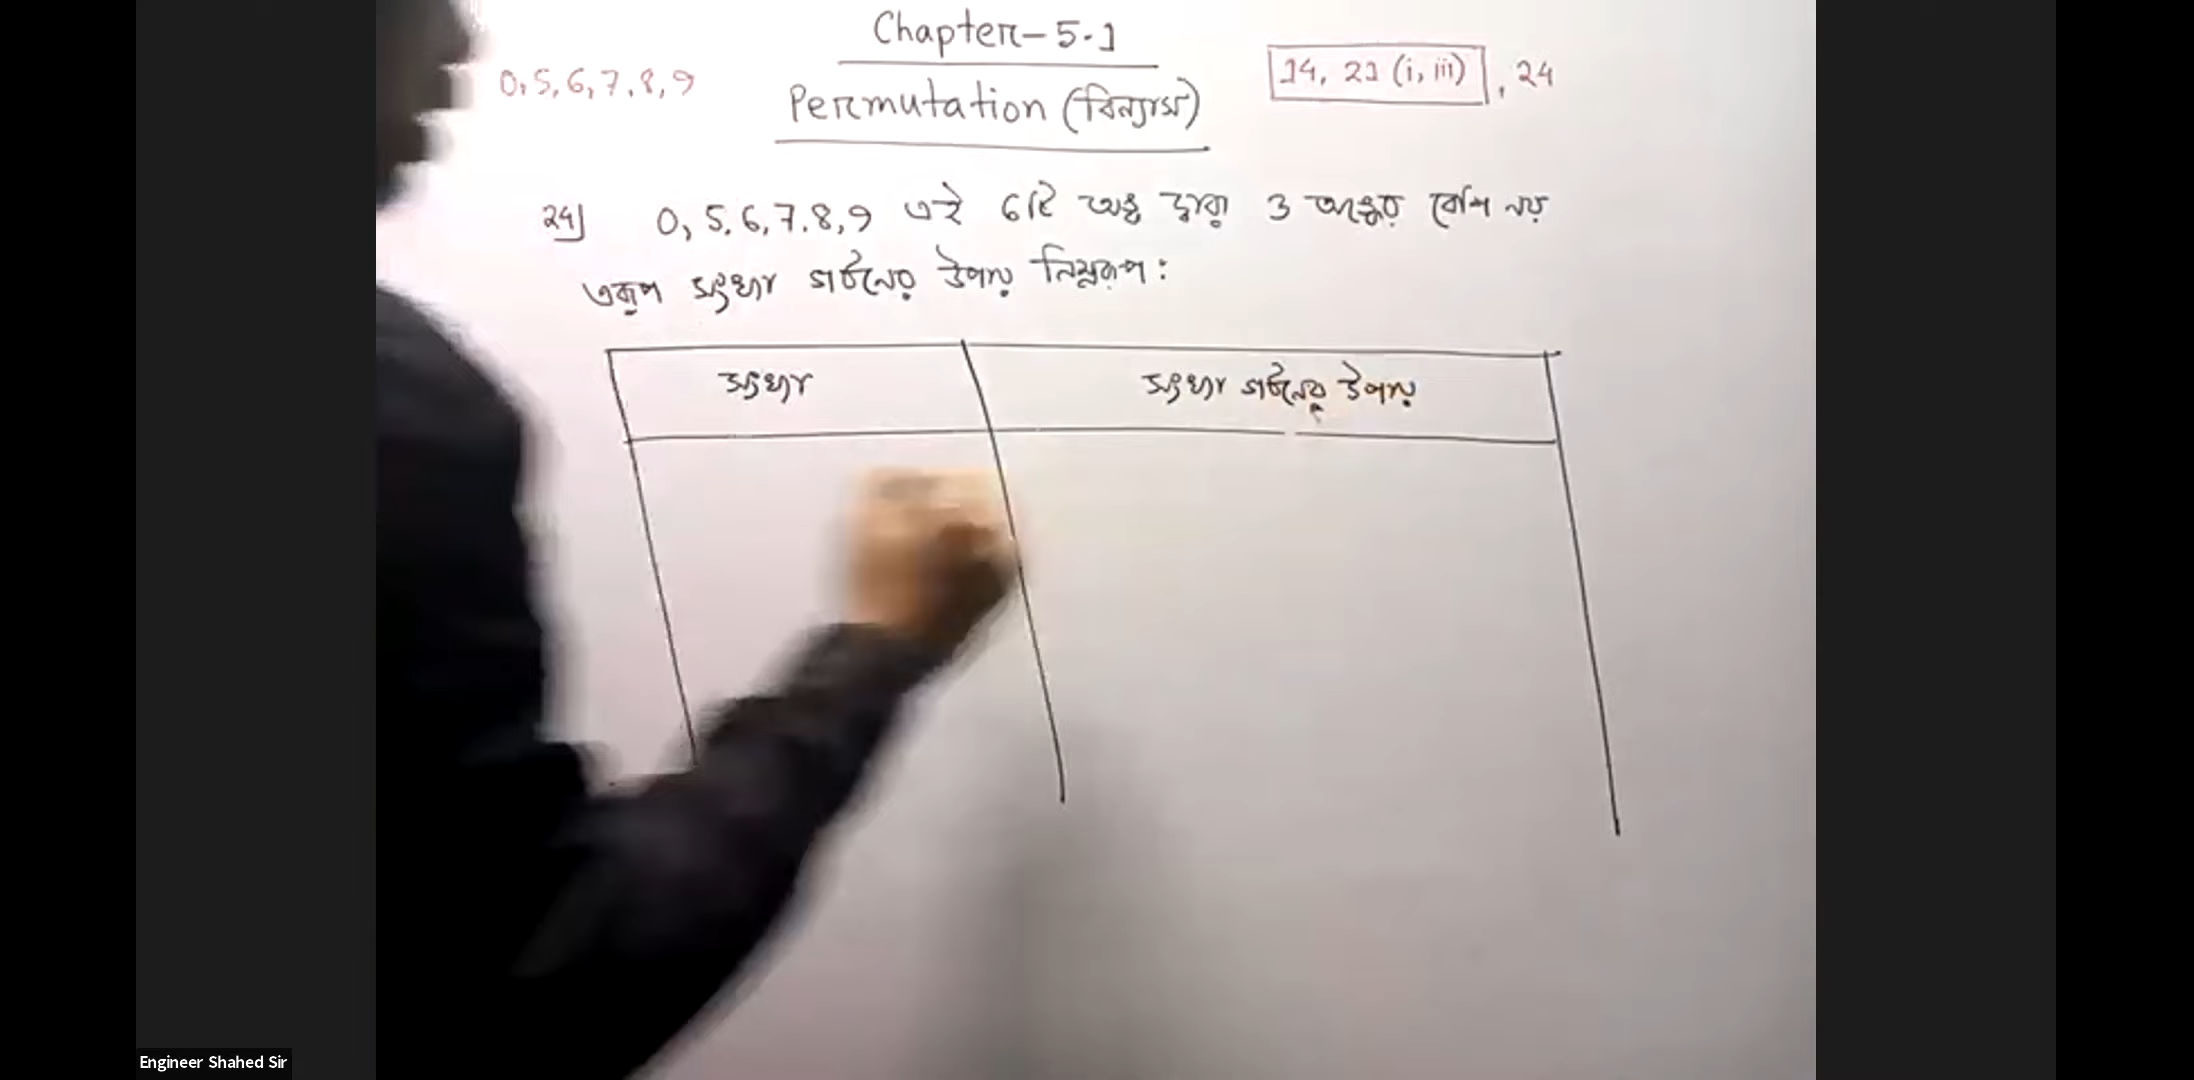 Chapter-5.1
0,5,6,7,8,9
14, 21 (i, iii), 24
Permutation (বিন্যাস)
24) 0, 5, 6, 7, 8, 9 এই 6টি অঙ্ক দ্বারা 3 অঙ্কের বেশি নয়
এরূপ সংখ্যা গঠনের উপায় নিম্নরূপ:
সংখ্যা
সংখ্যা গঠনের উপায়
Engineer Shahed Sir